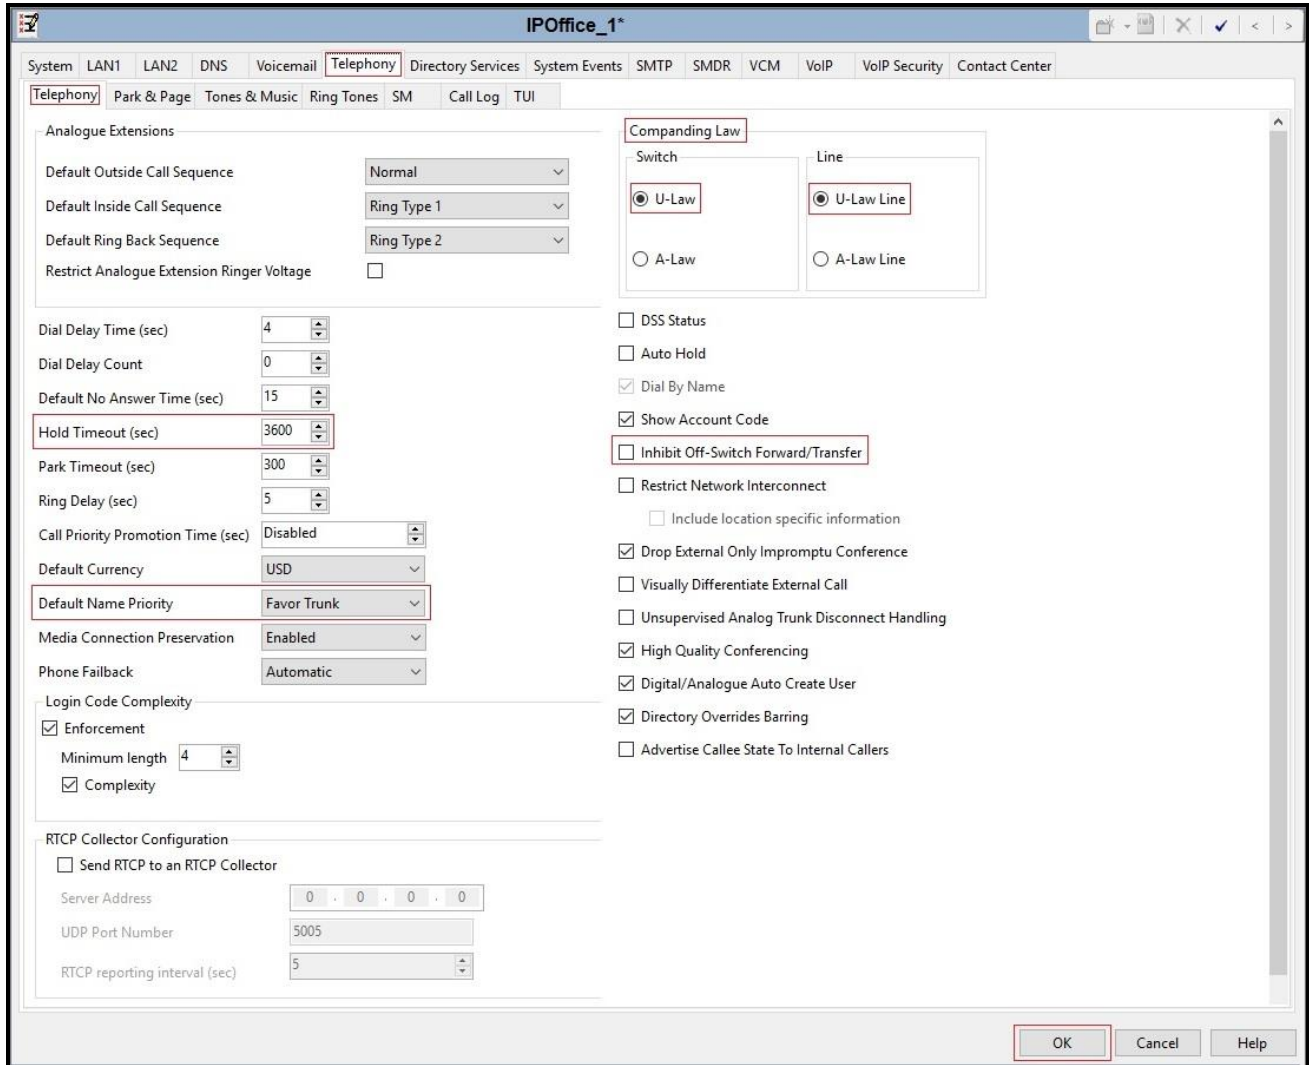 IPOffice_1*
System LAN1 LAN2 DNS Voicemail Telephony Directory Services System Events SMTP SMDR VCM VoIP VoIP Security Contact Center
Telephony Park & Page Tones & Music Ring Tones SM Call Log TUI
Analogue Extensions
Default Outside Call Sequence Normal
Default Inside Call Sequence Ring Type 1
Default Ring Back Sequence Ring Type 2
Restrict Analogue Extension Ringer Voltage
Dial Delay Time (sec) 4
Dial Delay Count 0
Default No Answer Time (sec) 15
Hold Timeout (sec) 3600
Park Timeout (sec) 300
Ring Delay (sec) 5
Call Priority Promotion Time (sec) Disabled
Default Currency USD
Default Name Priority Favor Trunk
Media Connection Preservation Enabled
Phone Failback Automatic
Login Code Complexity
Enforcement
Minimum length 4
Complexity
RTCP Collector Configuration
Send RTCP to an RTCP Collector
Server Address 0 . 0 . 0 . 0
UDP Port Number 5005
RTCP reporting interval (sec) 5
Companding Law
Switch Line
U-Law U-Law Line
A-Law A-Law Line
DSS Status
Auto Hold
Dial By Name
Show Account Code
Inhibit Off-Switch Forward/Transfer
Restrict Network Interconnect
Include location specific information
Drop External Only Impromptu Conference
Visually Differentiate External Call
Unsupervised Analog Trunk Disconnect Handling
High Quality Conferencing
Digital/Analogue Auto Create User
Directory Overrides Barring
Advertise Callee State To Internal Callers
OK Cancel Help